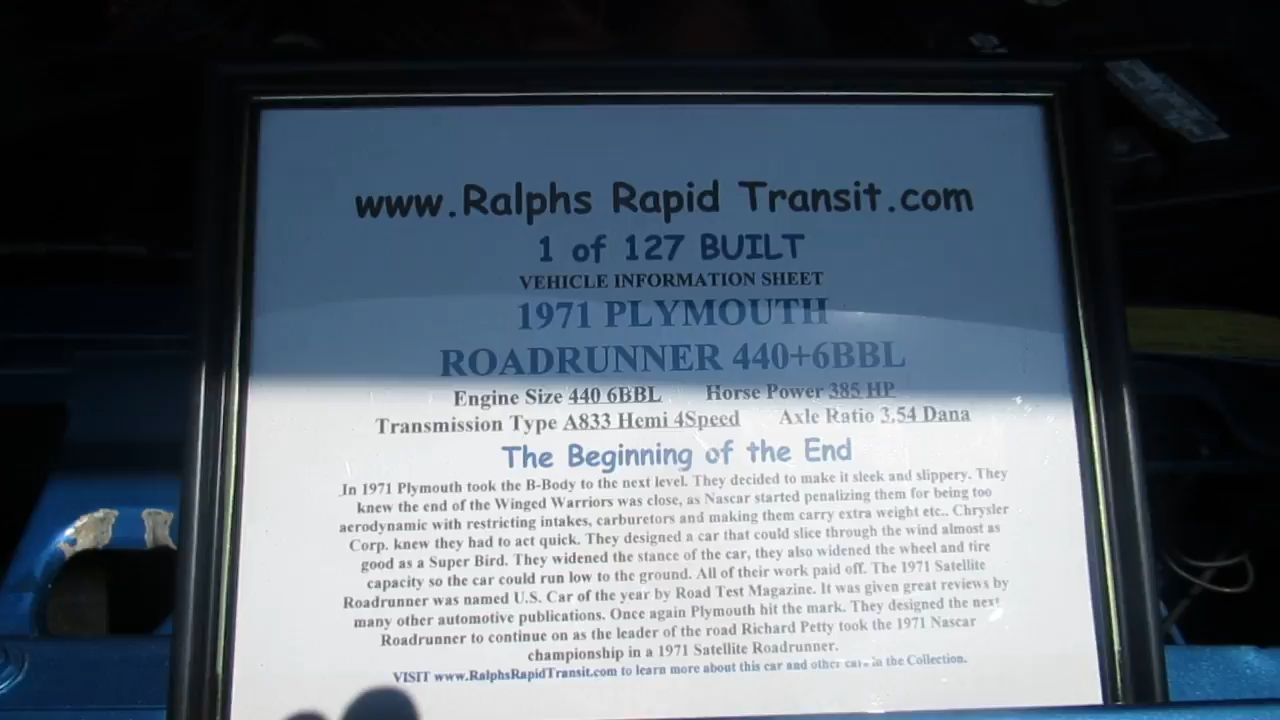 www.Ralphs Rapid Transit.com
1 of 127 BUILT
VEHICLE INFORMATION SHEET
1971 PLYMOUTH
ROADRUNNER 440+6BBL
Engine Size 440 6BBL Horse Power 385 HP
Transmission Type A833 Hemi 4Speed Axle Ratio 3.54 Dana
The Beginning of the End
In 1971 Plymouth took the B-Body to the next level. They decided to make it sleek and slippery. They
knew the end of the Winged Warriors was close, as Nascar started penalizing them for being too
aerodynamic with restricting intakes, carburetors and making them carry extra weight etc.. Chrysler
Corp. knew they had to act quick. They designed a car that could slice through the wind almost as
good as a Super Bird. They widened the stance of the car, they also widened the wheel and tire
capacity so the car could run low to the ground. All of their work paid off. The 1971 Satellite
Roadrunner was named U.S. Car of the year by Road Test Magazine. It was given great reviews by
many other automotive publications. Once again Plymouth hit the mark. They designed the next
Roadrunner to continue on as the leader of the road Richard Petty took the 1971 Nascar
championship in a 1971 Satellite Roadrunner.
VISIT www.RalphsRapidTransit.com to learn more about this car and other cars in the Collection.